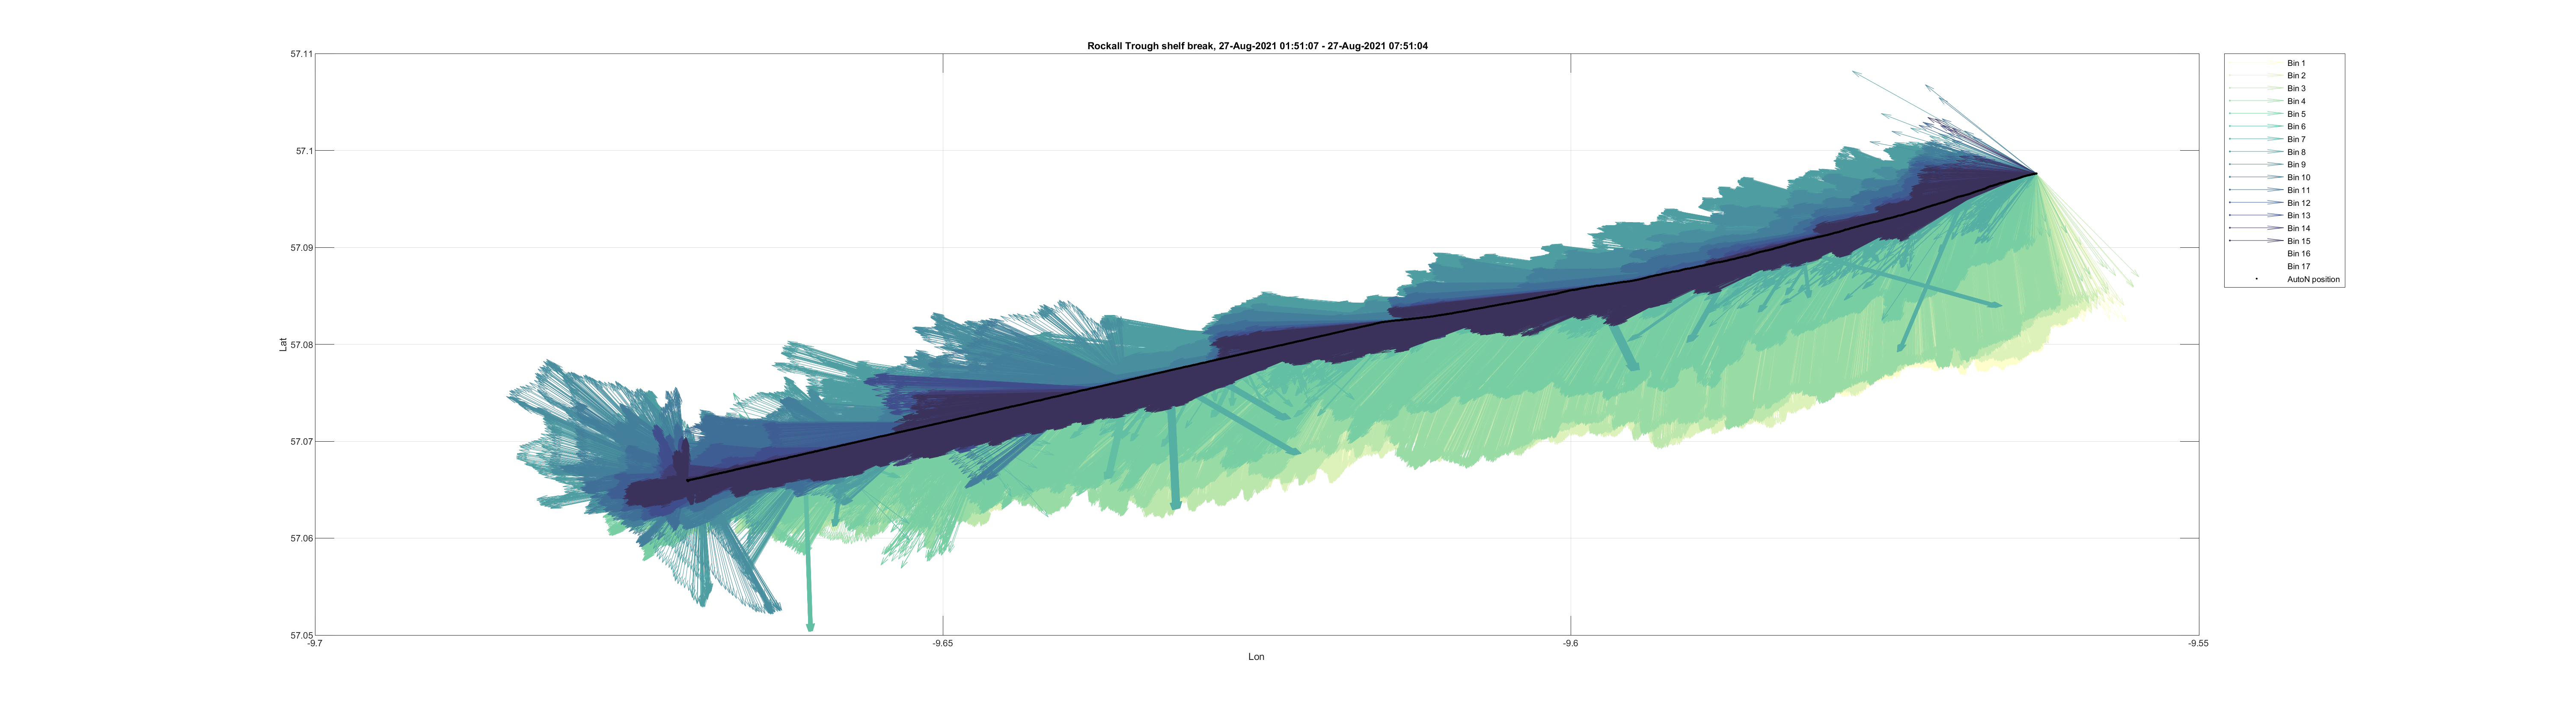 Rockall Trough shelf break, 27-Aug-2021 01:51:07 - 27-Aug-2021 07:51:04
57.11
57.1
57.09
57.08
57.07
57.06
57.05
Lat
-9.7
-9.65
-9.6
-9.55
Lon
Bin 1
Bin 2
Bin 3
Bin 4
Bin 5
Bin 6
Bin 7
Bin 8
Bin 9
Bin 10
Bin 11
Bin 12
Bin 13
Bin 14
Bin 15
Bin 16
Bin 17
AutoN position